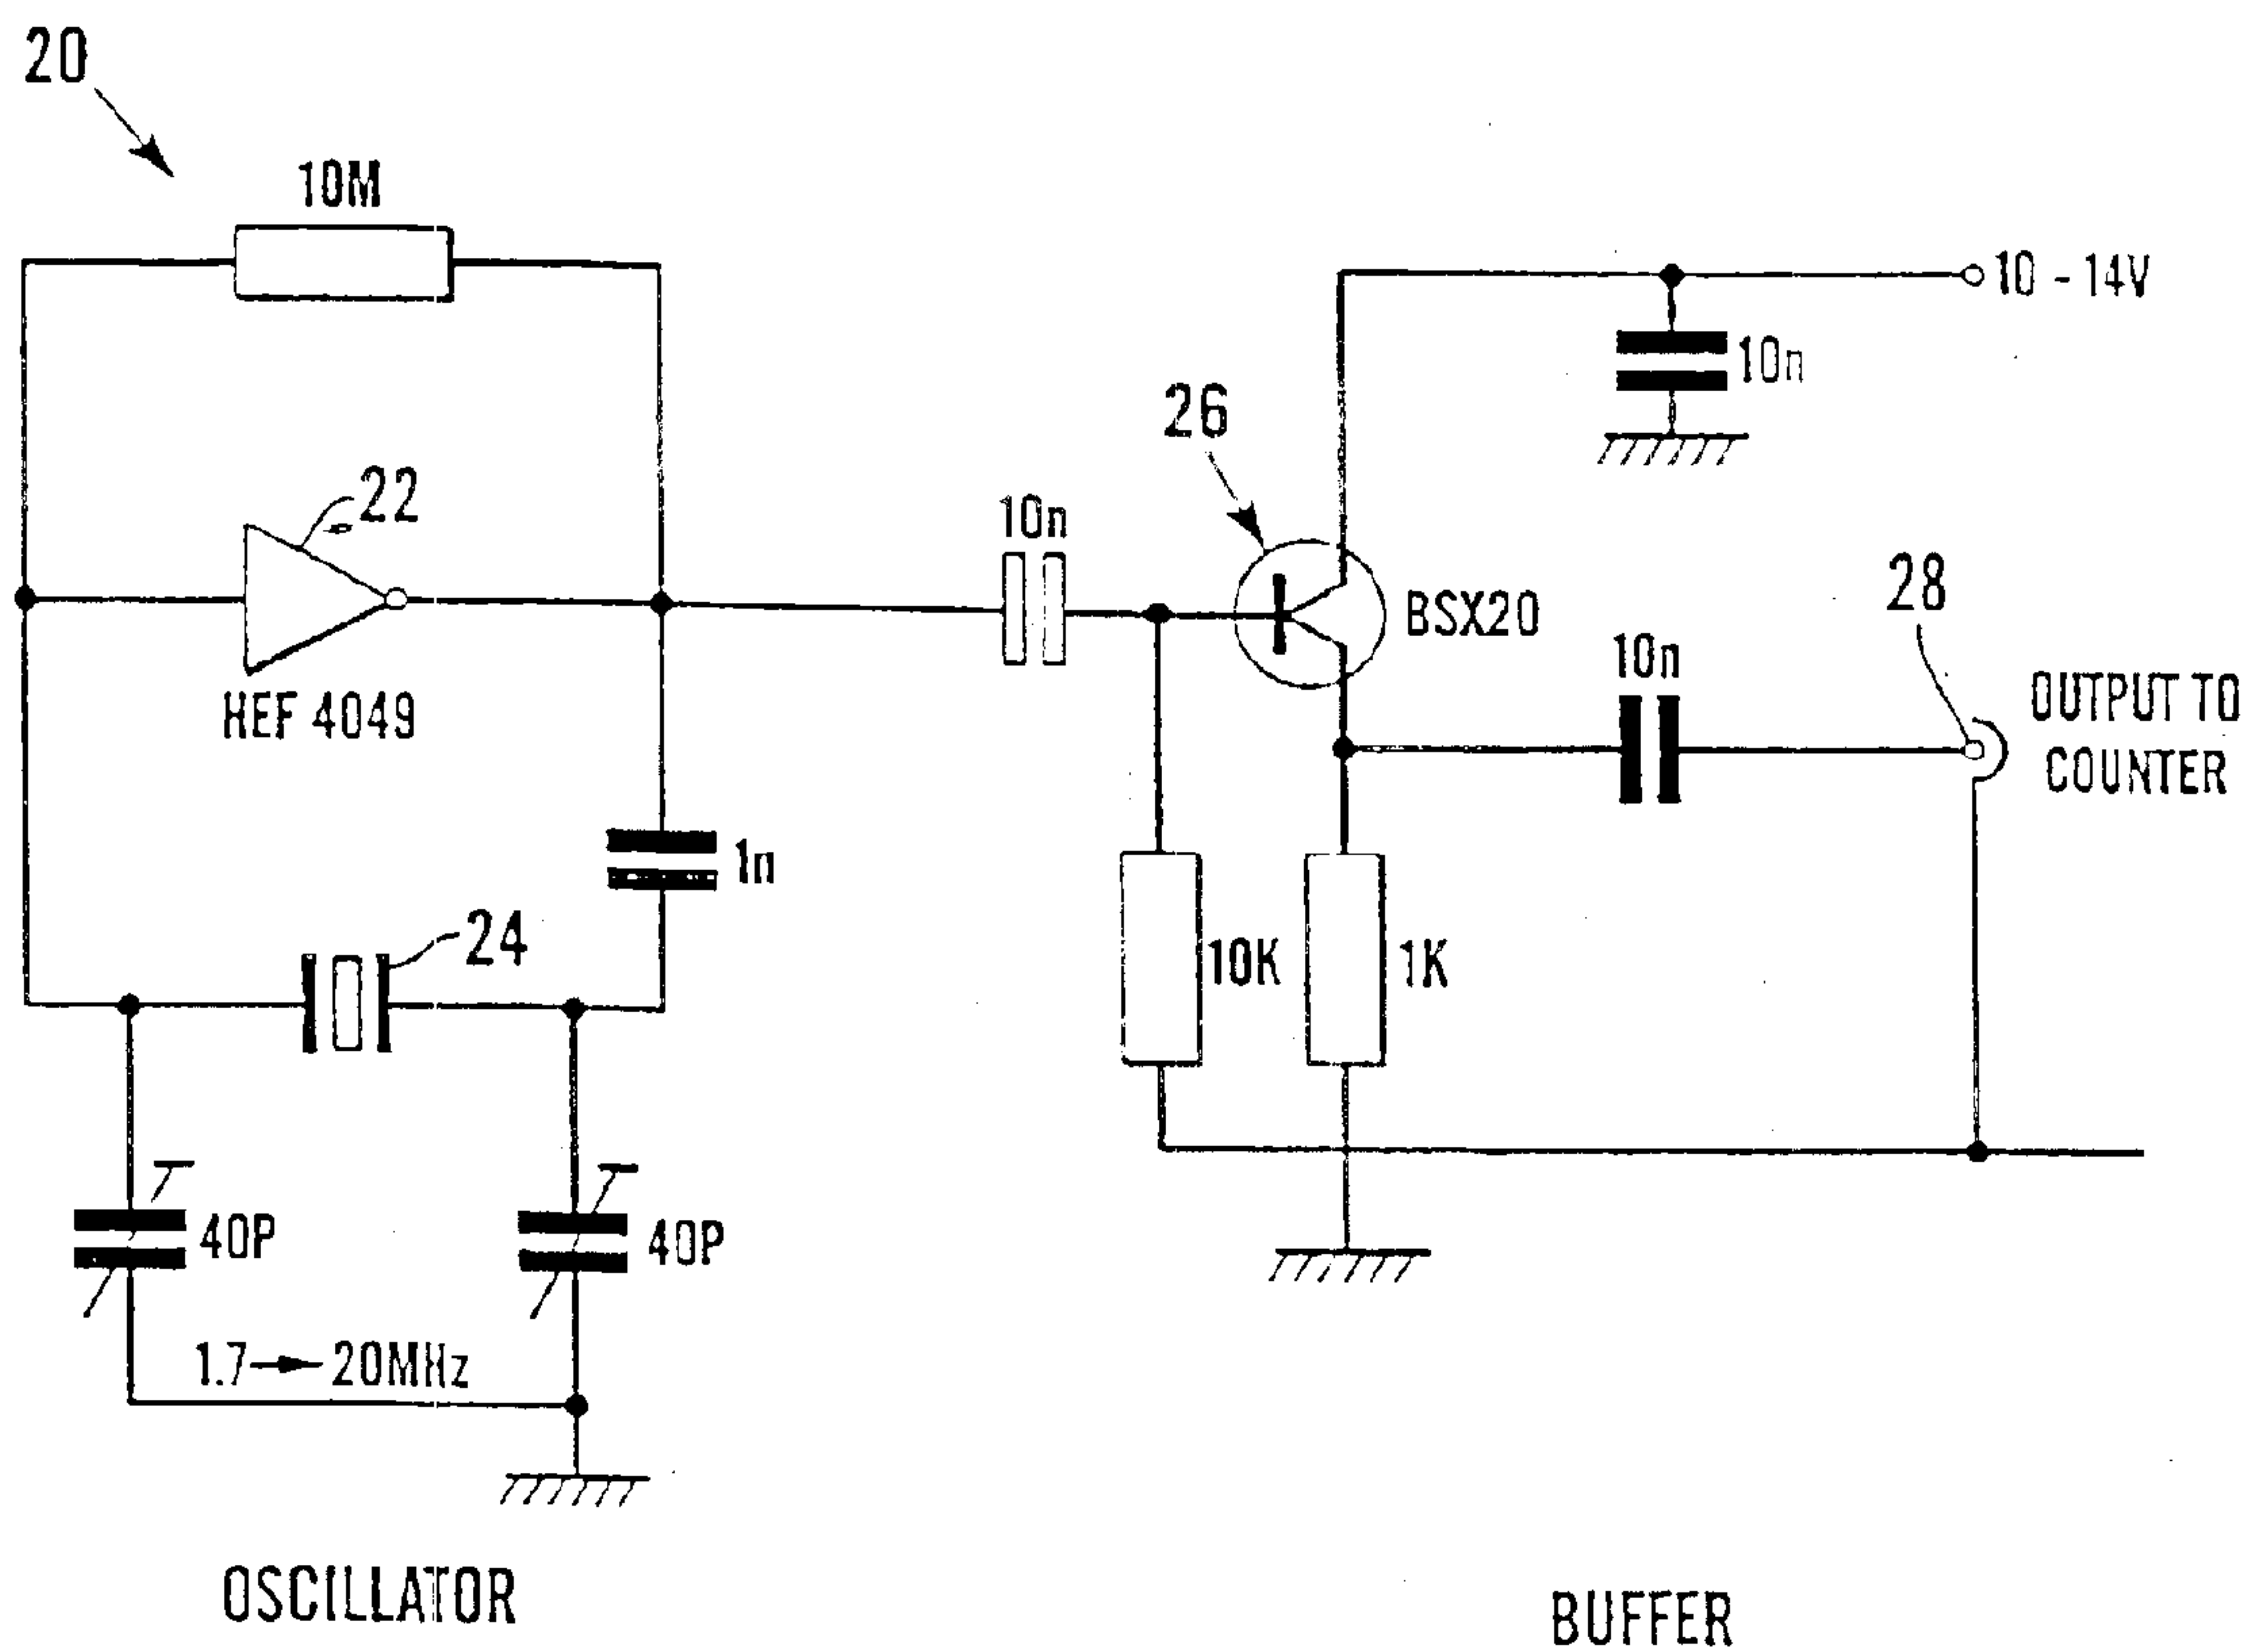 20
10M
10 - 14V
10n
26
22
10n
BSX20
28
10n
OUTPUT TO
COUNTER
HEF 4049
1n
24
10K
1K
40P
40P
1.7 → 20MHz
OSCILLATOR
BUFFER